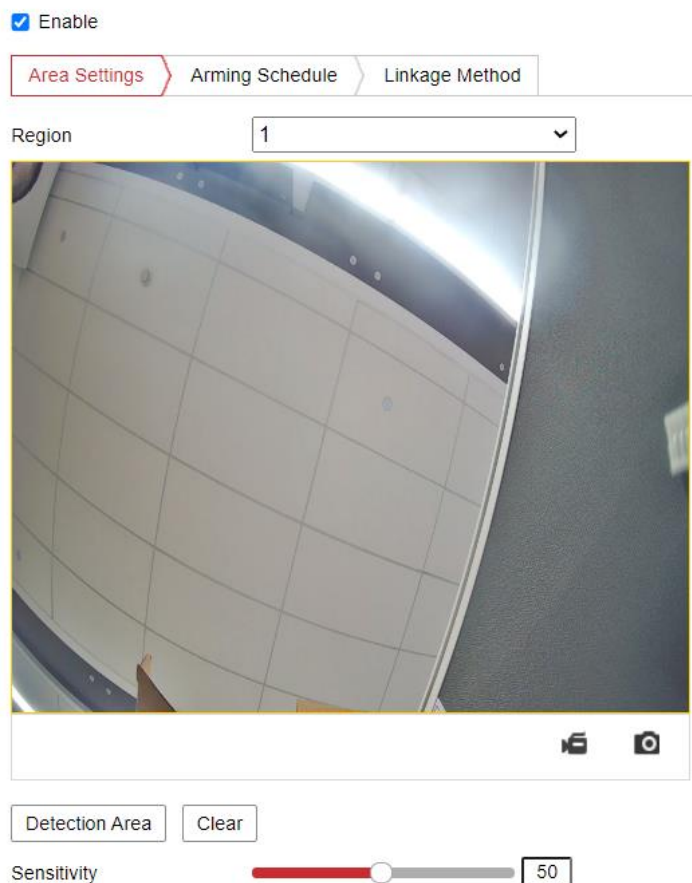 Enable
Area Settings
Arming Schedule
Linkage Method
Region
1
Detection Area
Clear
Sensitivity
50